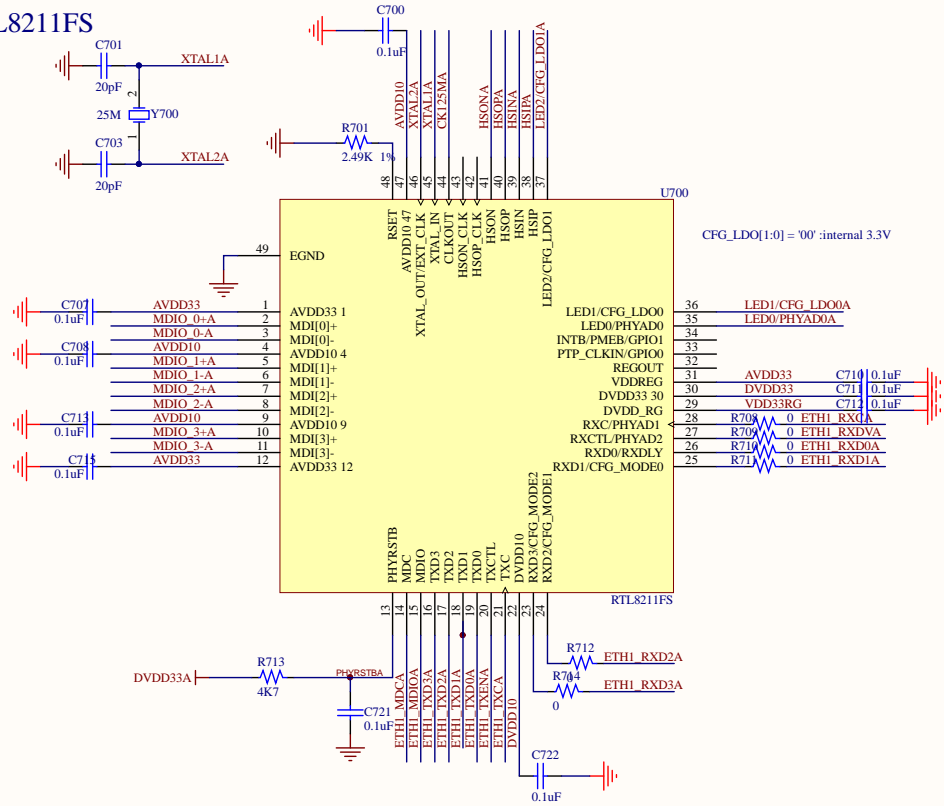 L8211FS
C701
20pF
XTAL1A
2
25M
Y700
1
C703
20pF
XTAL2A
C700
0.1uF
R701
2.49K 1%
AVDD10
XTAL2A
XTAL1A
CK125MA
HSONA
HSOPA
HSINA
HSIPA
LED2/CFG_LDO1A
48
47
46
45
44
43
42
41
40
39
38
37
RSET
AVDD10 47
XTAL_OUT/EXT_CLK
XTAL_IN
CLKOUT
HSON_CLK
HSOP_CLK
HSON
HSOP
HSIN
HSIP
LED2/CFG_LDO1
U700
CFG_LDO[1:0] = '00' :internal 3.3V
49 EGND
C707 0.1uF AVDD33 1 AVDD33 1
MDIO_0+A 2 MDI[0]+
MDIO_0-A 3 MDI[0]-
C708 0.1uF AVDD10 4 AVDD10 4
MDIO_1+A 5 MDI[1]+
MDIO_1-A 6 MDI[1]-
MDIO_2+A 7 MDI[2]+
MDIO_2-A 8 MDI[2]-
C713 0.1uF AVDD10 9 AVDD10 9
MDIO_3+A 10 MDI[3]+
MDIO_3-A 11 MDI[3]-
C715 0.1uF AVDD33 12 AVDD33 12
LED1/CFG_LDO0 36 LED1/CFG_LDO0A
LED0/PHYAD0 35 LED0/PHYAD0A
INTB/PMEB/GPIO1 34
PTP_CLKIN/GPIO0 33
REGOUT 32
VDDREG 31 AVDD33 C710 0.1uF
DVDD33 30 30 DVDD33 C711 0.1uF
DVDD_RG 29 VDD33RG C712 0.1uF
RXC/PHYAD1 28 R708 0 ETH1_RXCA
RXCTL/PHYAD2 27 R709 0 ETH1_RXDVA
RXD0/RXDLY 26 R710 0 ETH1_RXD0A
RXD1/CFG_MODE0 25 R711 0 ETH1_RXD1A
PHYRSTB
MDC
MDIO
TXD3
TXD2
TXD1
TXD0
TXCTL
TXC
DVDD10
RXD3/CFG_MODE2
RXD2/CFG_MODE1
RTL8211FS
13
14
15
16
17
18
19
20
21
22
23
24
DVDD33A
R713
4K7
PHYRSTBA
C721
0.1uF
ETH1_MDCA
ETH1_MDIOA
ETH1_TXD3A
ETH1_TXD2A
ETH1_TXD1A
ETH1_TXD0A
ETH1_TXENA
ETH1_TXCA
DVDD10
R712
0
ETH1_RXD2A
R714
0
ETH1_RXD3A
C722
0.1uF